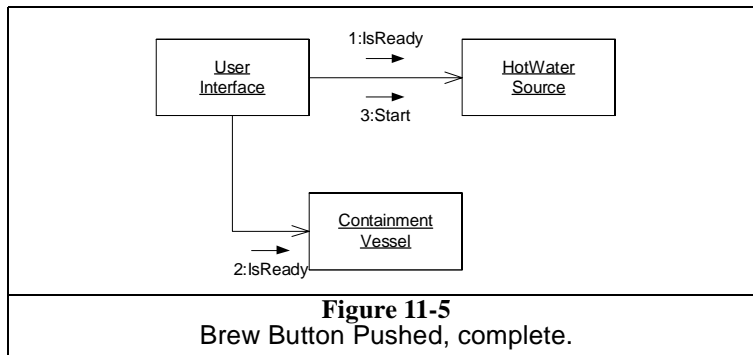 1:IsReady
User
Interface
HotWater
Source
3:Start
Containment
Vessel
2:IsReady
Figure 11-5
Brew Button Pushed, complete.